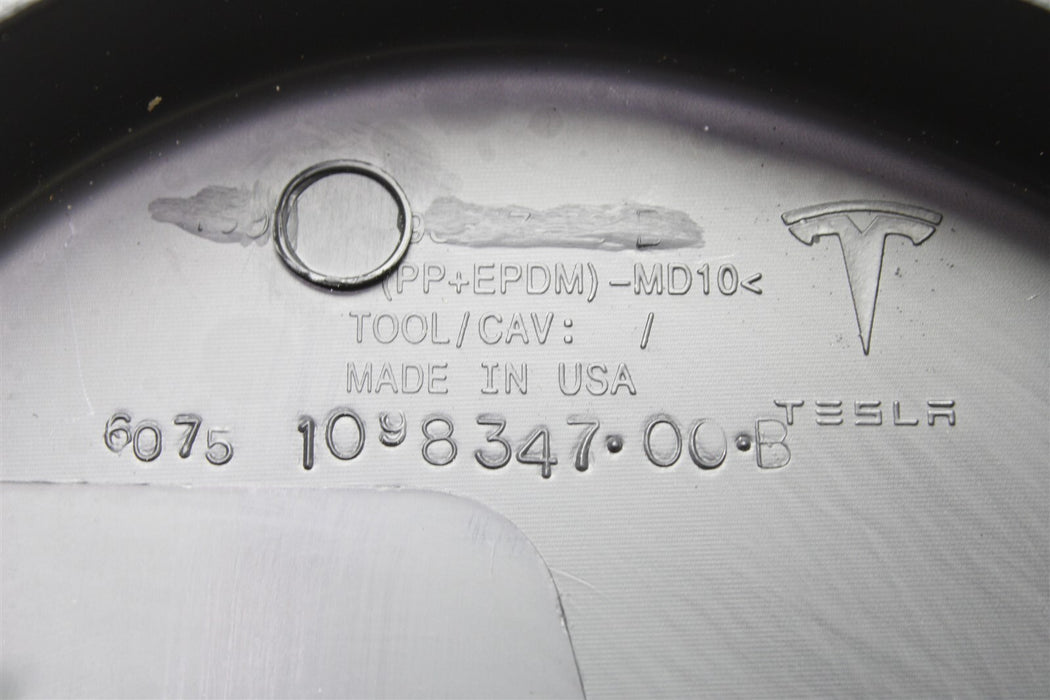 (PP+EPDM)-MD10<
TOOL/CAV: /
MADE IN USA
TESLA
6075 1098347·00·B